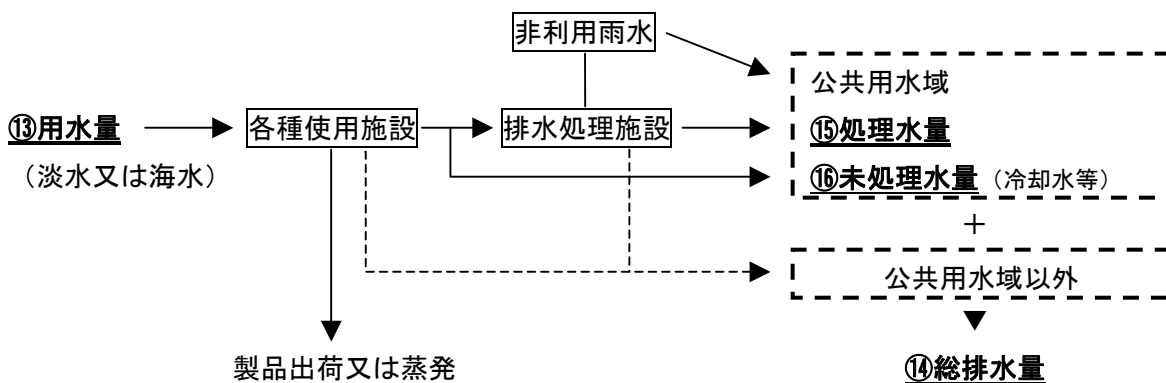 非利用雨水
公共用水域
⑬用水量
各種使用施設
排水処理施設
⑮処理水量
(淡水又は海水)
⑯未処理水量(冷却水等)
+
公共用水域以外
製品出荷又は蒸発
⑭総排水量